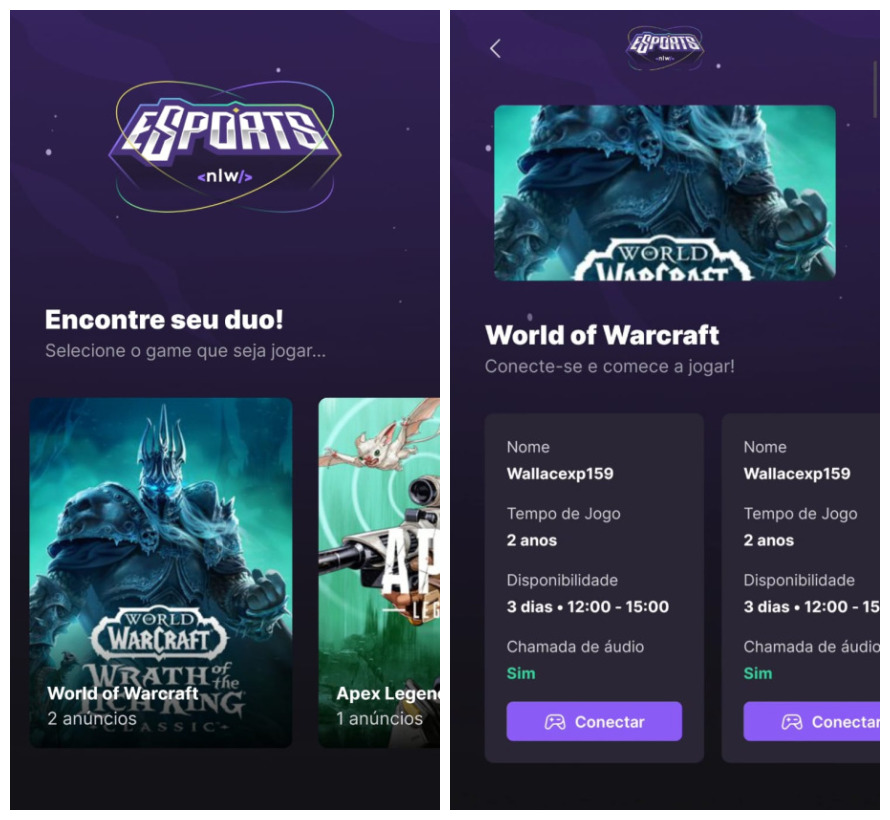 ESPORTS
<nlw/>
Encontre seu duo!
Selecione o game que seja jogar...
WORLD
WARCRAFT
WRATH of the
LICH KING
CLASSIC
World of Warcraft
2 anúncios
AP
LEG
Apex Legen
1 anúncios
ESPORTS
<nlw/>
WORLD
WARCRAFT
World of Warcraft
Conecte-se e comece a jogar!
Nome
Wallacexp159
Tempo de Jogo
2 anos
Disponibilidade
3 dias • 12:00 - 15:00
Chamada de áudio
Sim
Conectar
Nome
Wallacexp159
Tempo de Jogo
2 anos
Disponibilidade
3 dias • 12:00 - 15
Chamada de áudio
Sim
Conectar